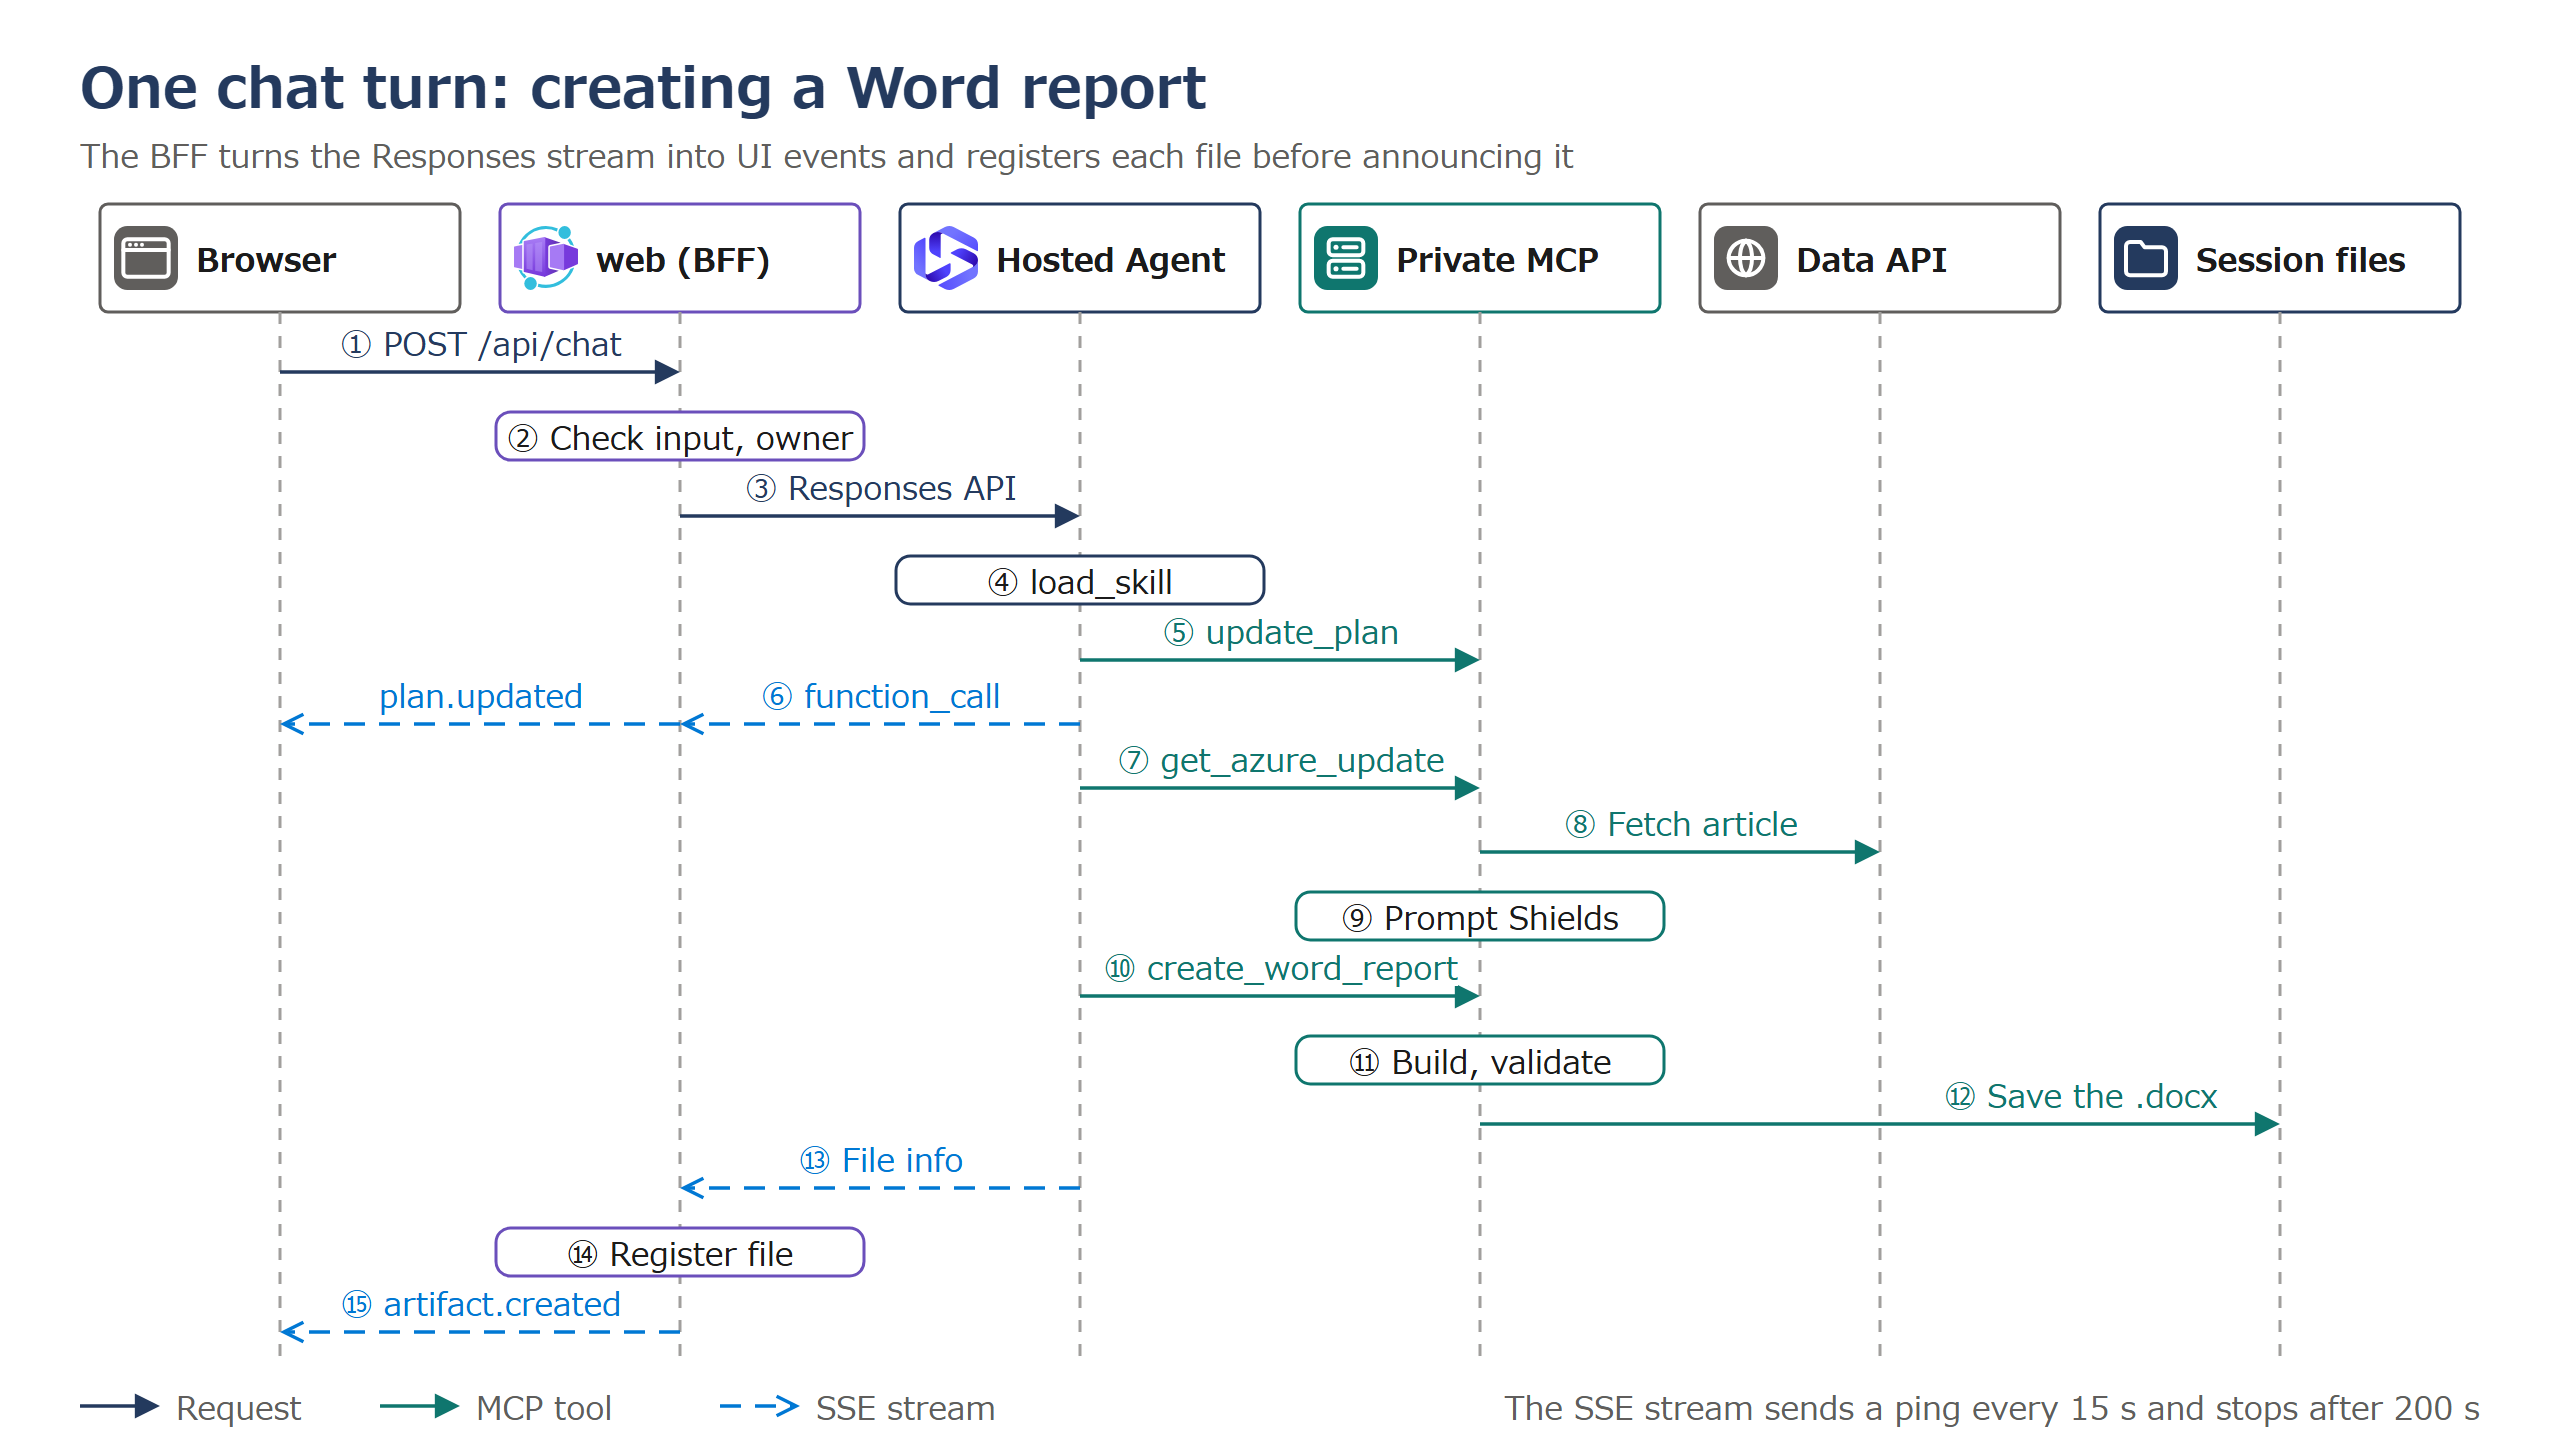 One chat turn: creating a Word report
The BFF turns the Responses stream into UI events and registers each file before announcing it
Browser
web (BFF)
Hosted Agent
Private MCP
Data API
Session files
① POST /api/chat
② Check input, owner
③ Responses API
④ load_skill
⑤ update_plan
plan.updated
⑥ function_call
⑦ get_azure_update
⑧ Fetch article
⑨ Prompt Shields
⑩ create_word_report
⑪ Build, validate
⑫ Save the .docx
⑬ File info
⑭ Register file
⑮ artifact.created
Request
MCP tool
SSE stream
The SSE stream sends a ping every 15 s and stops after 200 s